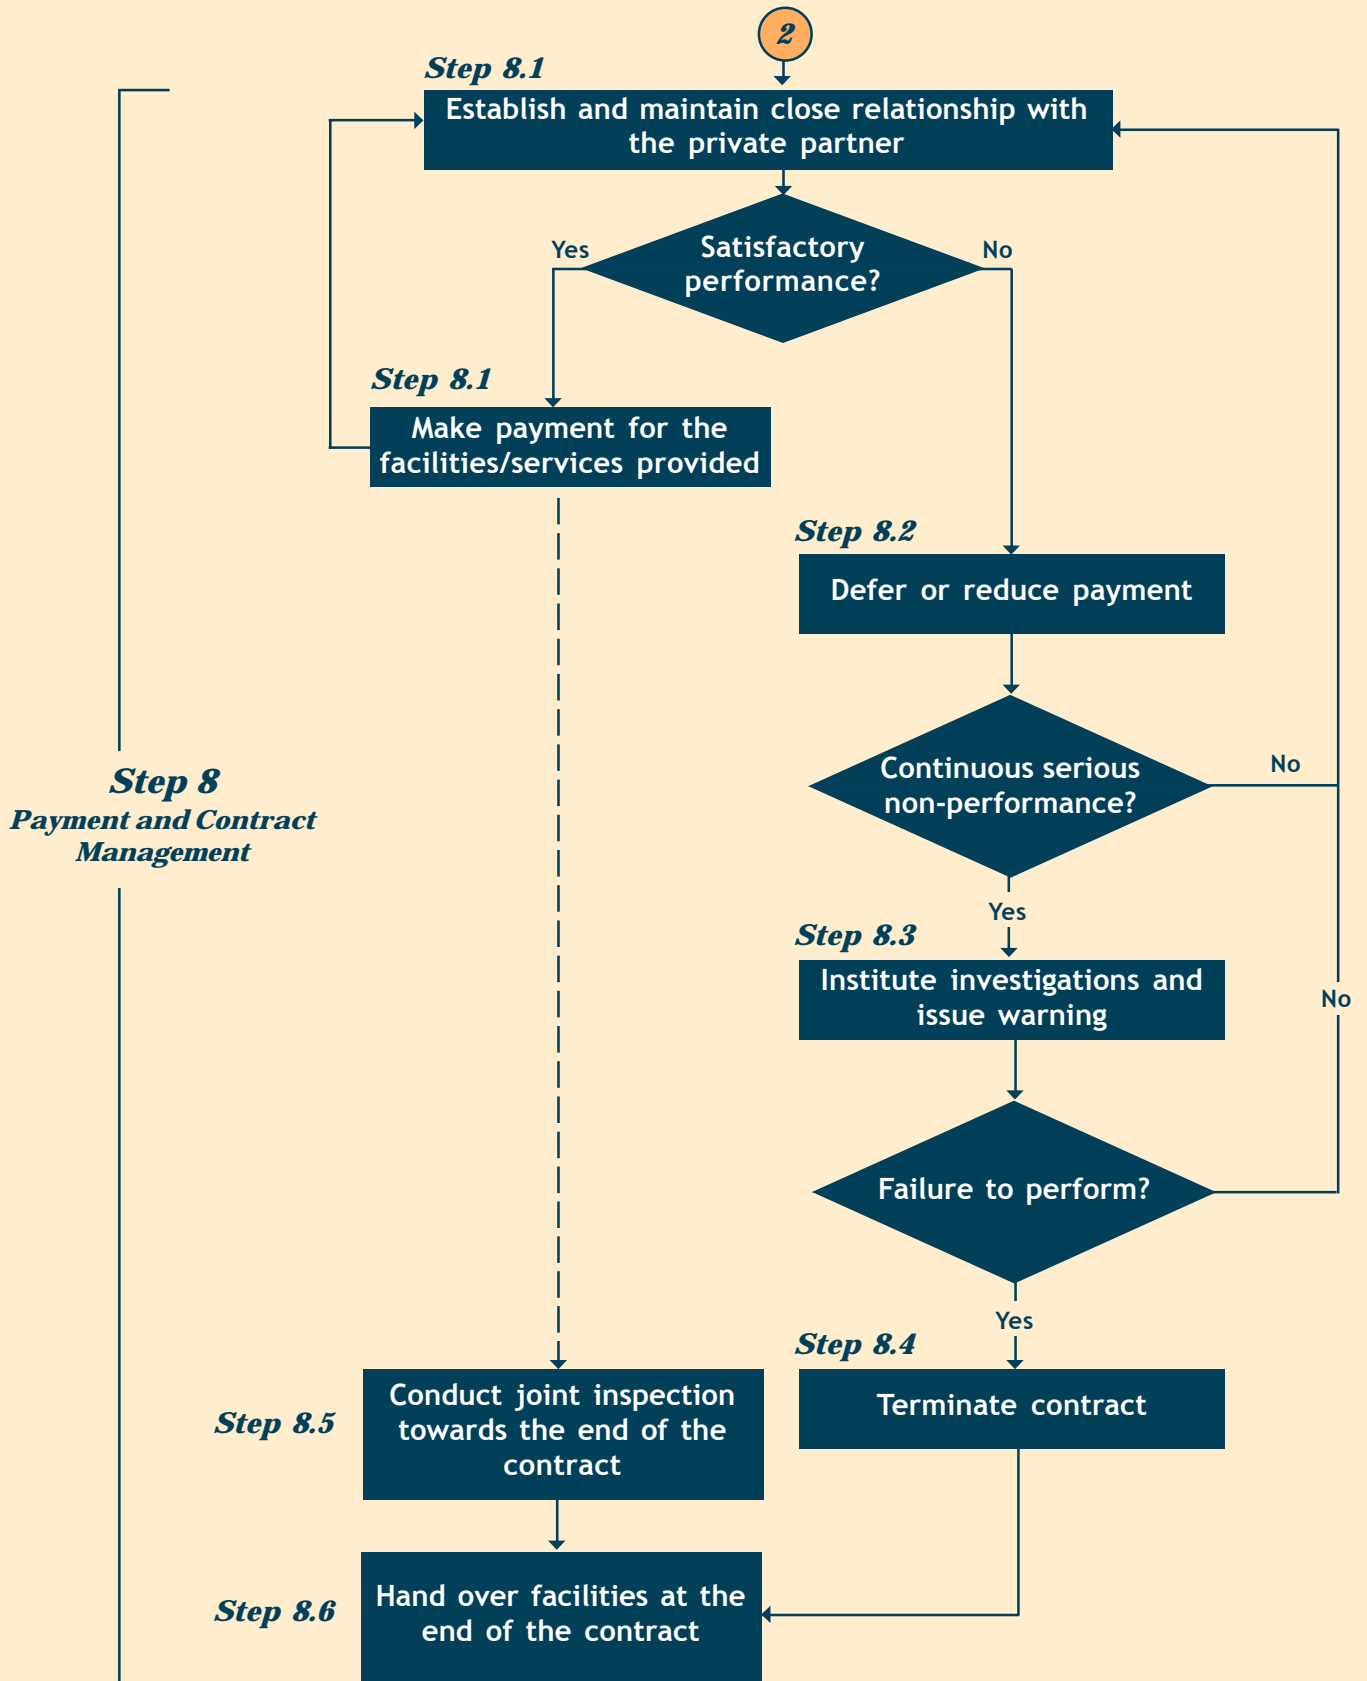 2
Step 8.1
Establish and maintain close relationship with
the private partner
Satisfactory
performance?
Yes
No
Step 8.1
Make payment for the
facilities/services provided
Step 8.2
Defer or reduce payment
Continuous serious
non-performance?
No
Step 8
Payment and Contract
Management
Yes
Step 8.3
Institute investigations and
issue warning
No
Failure to perform?
Yes
Step 8.4
Terminate contract
Step 8.5
Conduct joint inspection
towards the end of the
contract
Step 8.6
Hand over facilities at the
end of the contract